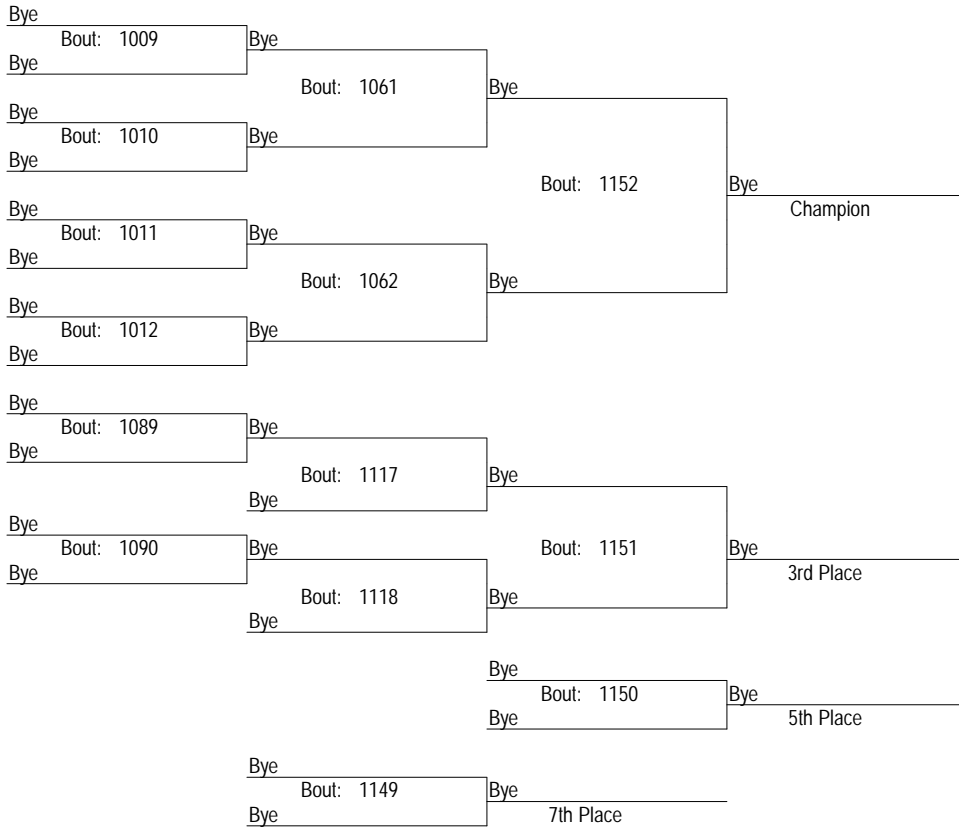 Bye
Bout: 1009 Bye
Bye
Bout: 1061 Bye
Bye
Bout: 1010 Bye
Bye
Bout: 1152 Bye
Champion
Bye
Bout: 1011 Bye
Bye
Bout: 1062 Bye
Bye
Bout: 1012 Bye
Bye
Bye
Bout: 1089 Bye
Bye
Bout: 1117 Bye
Bye
Bye
Bout: 1090 Bye
Bye
Bout: 1151 Bye
3rd Place
Bout: 1118 Bye
Bye
Bye
Bout: 1150 Bye
Bye
5th Place
Bye
Bout: 1149 Bye
Bye
7th Place